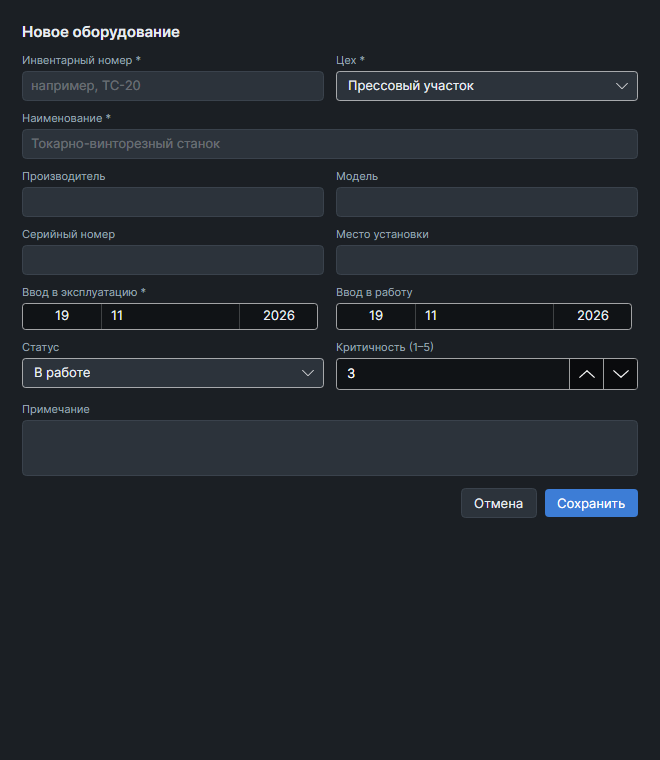 Новое оборудование
Инвентарный номер *
Цех *
например, ТС-20
Прессовый участок
Наименование *
Токарно-винторезный станок
Производитель
Модель
Серийный номер
Место установки
Ввод в эксплуатацию *
Ввод в работу
19 11 2026
19 11 2026
Статус
Критичность (1–5)
В работе
3
Примечание
Отмена
Сохранить